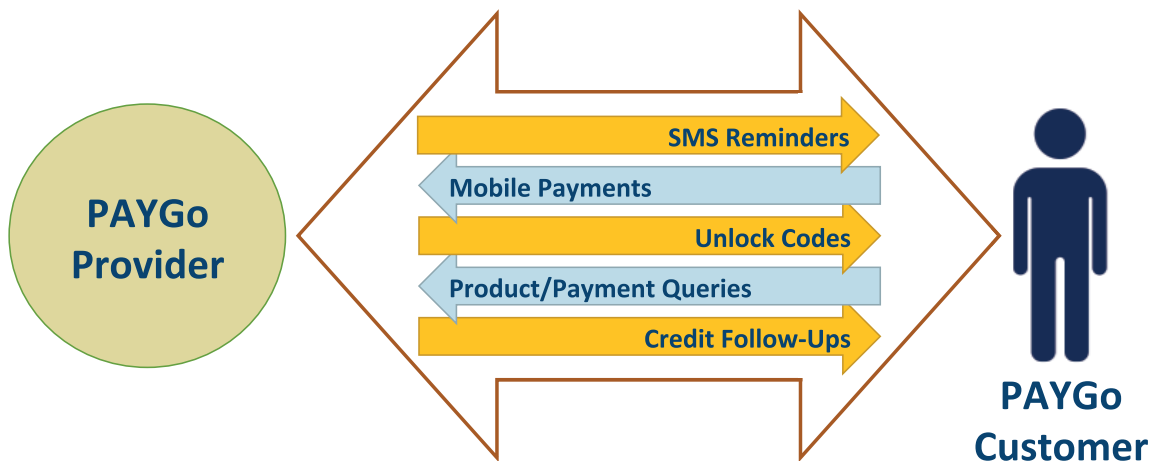 PAYGo
Provider
SMS Reminders
Mobile Payments
Unlock Codes
Product/Payment Queries
Credit Follow-Ups
PAYGo
Customer